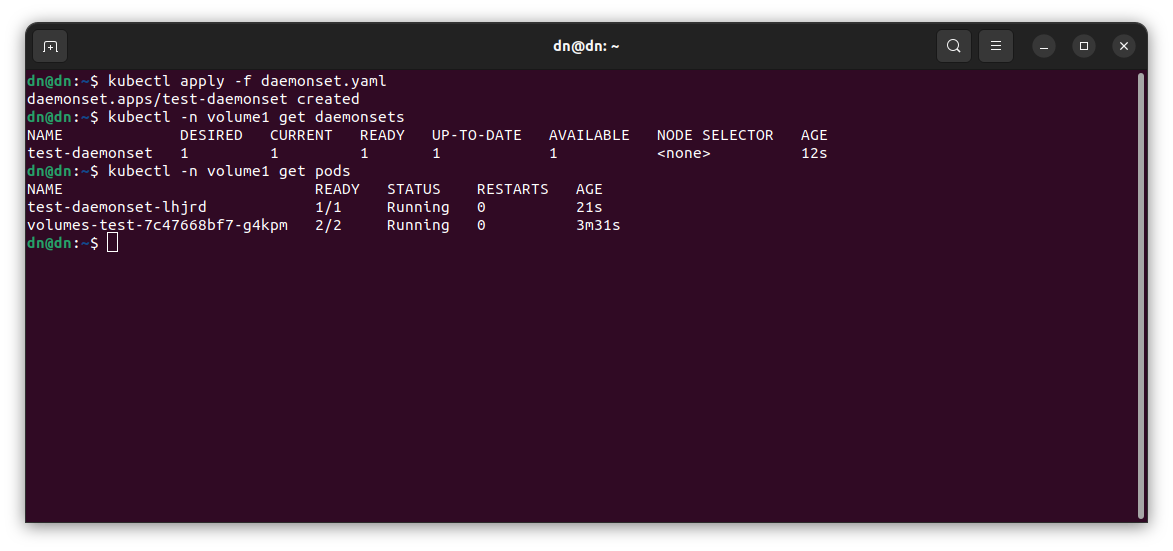 dn@dn: ~
dn@dn:~$ kubectl apply -f daemonset.yaml
daemonset.apps/test-daemonset created
dn@dn:~$ kubectl -n volume1 get daemonsets
NAME             DESIRED   CURRENT   READY   UP-TO-DATE   AVAILABLE   NODE SELECTOR   AGE
test-daemonset   1         1         1       1            1           <none>          12s
dn@dn:~$ kubectl -n volume1 get pods
NAME                            READY   STATUS    RESTARTS   AGE
test-daemonset-lhjrd            1/1     Running   0          21s
volumes-test-7c47668bf7-g4kpm   2/2     Running   0          3m31s
dn@dn:~$